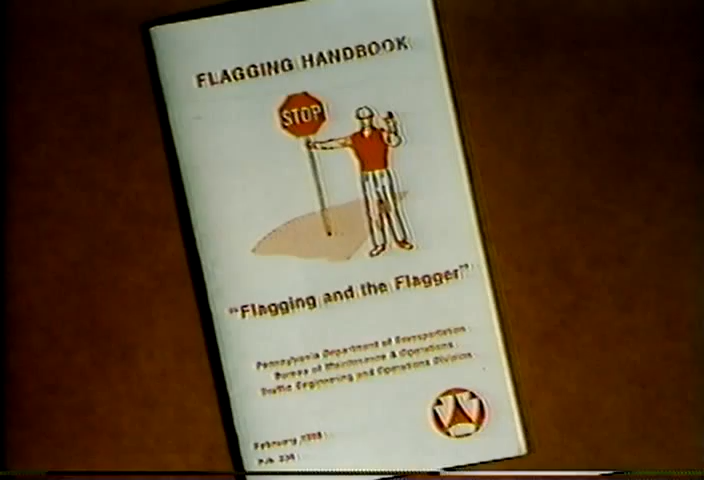 FLAGGING HANDBOOK
STOP
"Flagging and the Flagger"
Pennsylvania Department of Transportation
Bureau of Maintenance & Operations
Traffic Engineering and Operations Division
February